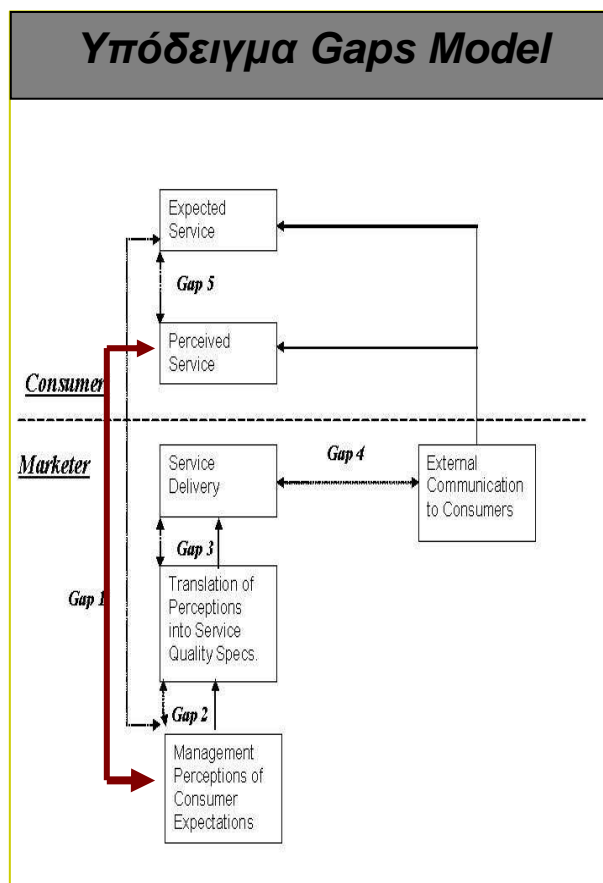 Υπόδειγμα Gaps Model
Expected
Service
Gap 5
Perceived
Service
Consumer
Marketer
Service
Delivery
Gap 4
External
Communication
to Consumers
Gap 3
Gap 1
Translation of
Perceptions
into Service
Quality Specs.
Gap 2
Management
Perceptions of
Consumer
Expectations